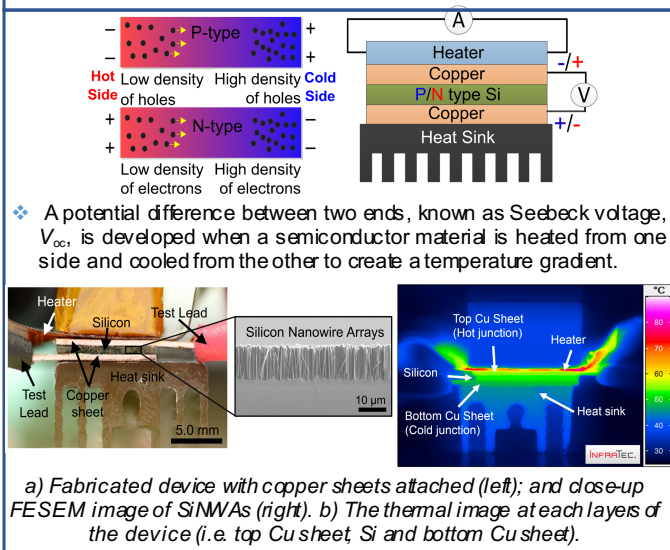 P-type
Hot Side
Low density of holes
High density of holes
Cold Side
N-type
Low density of electrons
High density of electrons
− + − +
+ − + −
A
Heater
Copper
-/+
P/N type Si
V
Copper
+/-
Heat Sink
A potential difference between two ends, known as Seebeck voltage,
Voc, is developed when a semiconductor material is heated from one
side and cooled from the other to create a temperature gradient.
Heater
Silicon
Test Lead
Test Lead
Copper sheet
Heat sink
5.0 mm
Silicon Nanowire Arrays
10 µm
°C
80
70
60
50
40
30
Top Cu Sheet
(Hot junction)
Heater
Silicon
Bottom Cu Sheet
(Cold junction)
Heat sink
INFRATEC.
a) Fabricated device with copper sheets attached (left); and close-up
FESEM image of SiNWAs (right). b) The thermal image at each layers of
the device (i.e. top Cu sheet, Si and bottom Cu sheet).